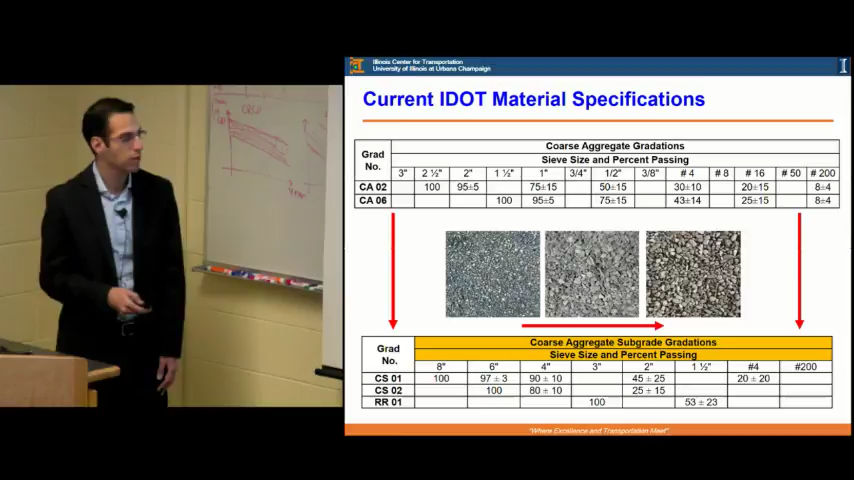 Illinois Center for Transportation
University of Illinois at Urbana Champaign
Current IDOT Material Specifications
Grad No. Coarse Aggregate Gradations
Sieve Size and Percent Passing
3" 2 ½" 2" 1 ½" 1" 3/4" 1/2" 3/8" # 4 # 8 # 16 # 50 # 200
CA 02 100 95±5 75±15 50±15 30±10 20±15 8±4
CA 06 100 95±5 75±15 43±14 25±15 8±4
Grad No. Coarse Aggregate Subgrade Gradations
Sieve Size and Percent Passing
8" 6" 4" 3" 2" 1 ½" #4 #200
CS 01 100 97 ± 3 90 ± 10 45 ± 25 20 ± 20
CS 02 100 80 ± 10 25 ± 15
RR 01 100 53 ± 23
"Where Excellence and Transportation Meet"